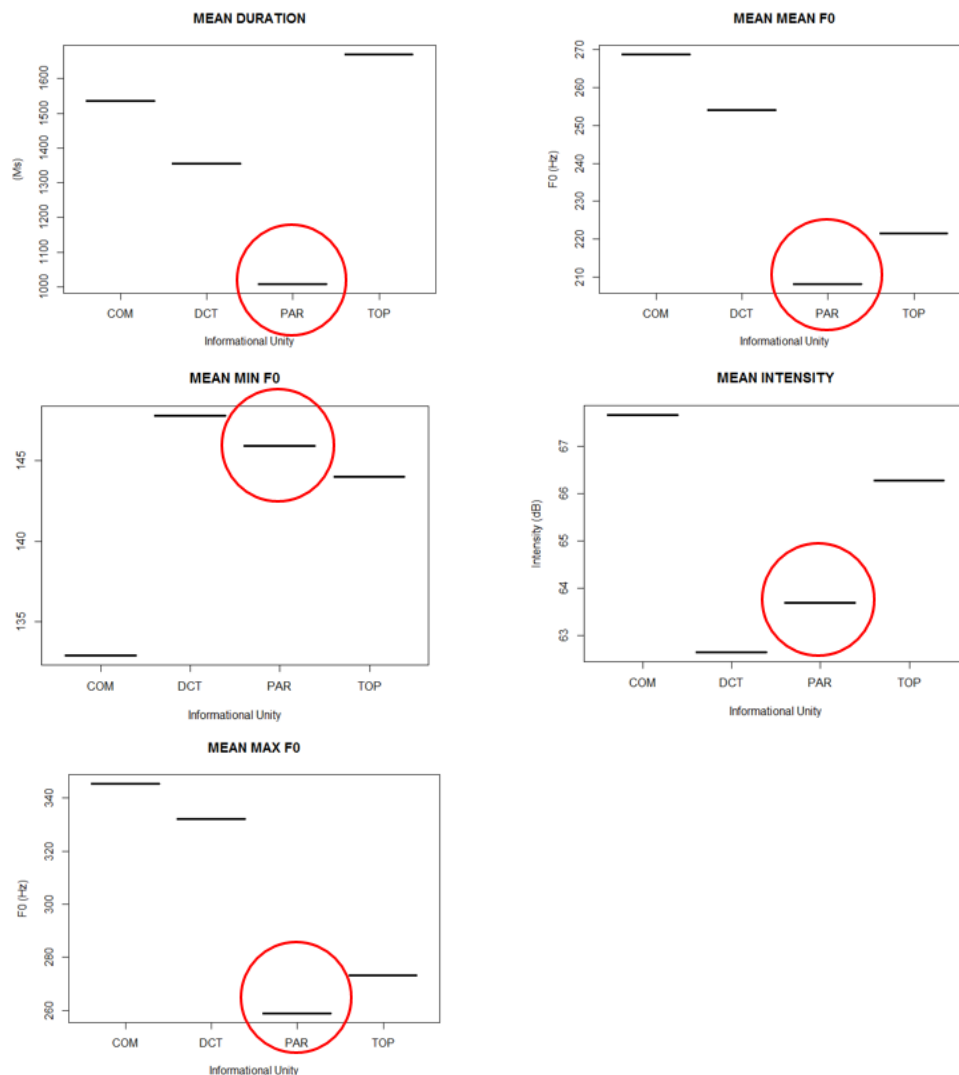 MEAN DURATION
(Ms)
1600
1500
1400
1300
1200
1100
1000
COM DCT PAR TOP
Informational Unity
MEAN MEAN F0
F0 (Hz)
270
260
250
240
230
220
210
COM DCT PAR TOP
Informational Unity
MEAN MIN F0
145
140
135
COM DCT PAR TOP
Informational Unity
MEAN INTENSITY
Intensity (dB)
67
66
65
64
63
COM DCT PAR TOP
Informational Unity
MEAN MAX F0
F0 (Hz)
340
320
300
280
260
COM DCT PAR TOP
Informational Unity